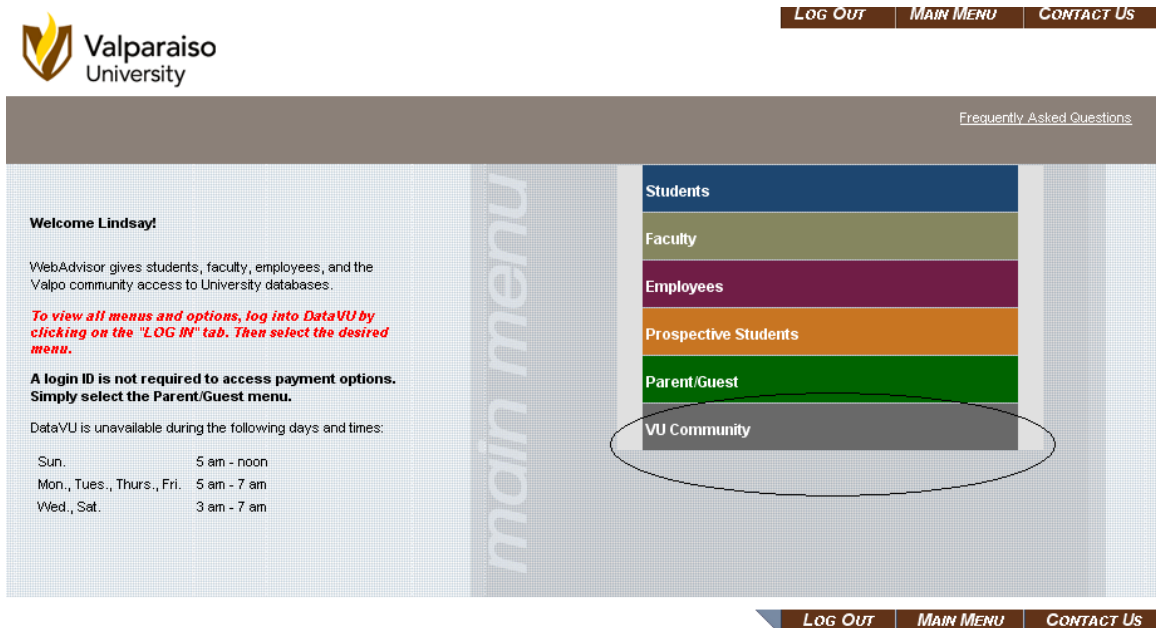 LOG OUT MAIN MENU CONTACT US
Valparaiso
University
Frequently Asked Questions
main menu
Students
Faculty
Employees
Prospective Students
Parent/Guest
VU Community
Welcome Lindsay!
WebAdvisor gives students, faculty, employees, and the
Valpo community access to University databases.
To view all menus and options, log into DataVU by
clicking on the "LOG IN" tab. Then select the desired
menu.
A login ID is not required to access payment options.
Simply select the Parent/Guest menu.
DataVU is unavailable during the following days and times:
Sun. 5 am - noon
Mon., Tues., Thurs., Fri. 5 am - 7 am
Wed., Sat. 3 am - 7 am
LOG OUT MAIN MENU CONTACT US